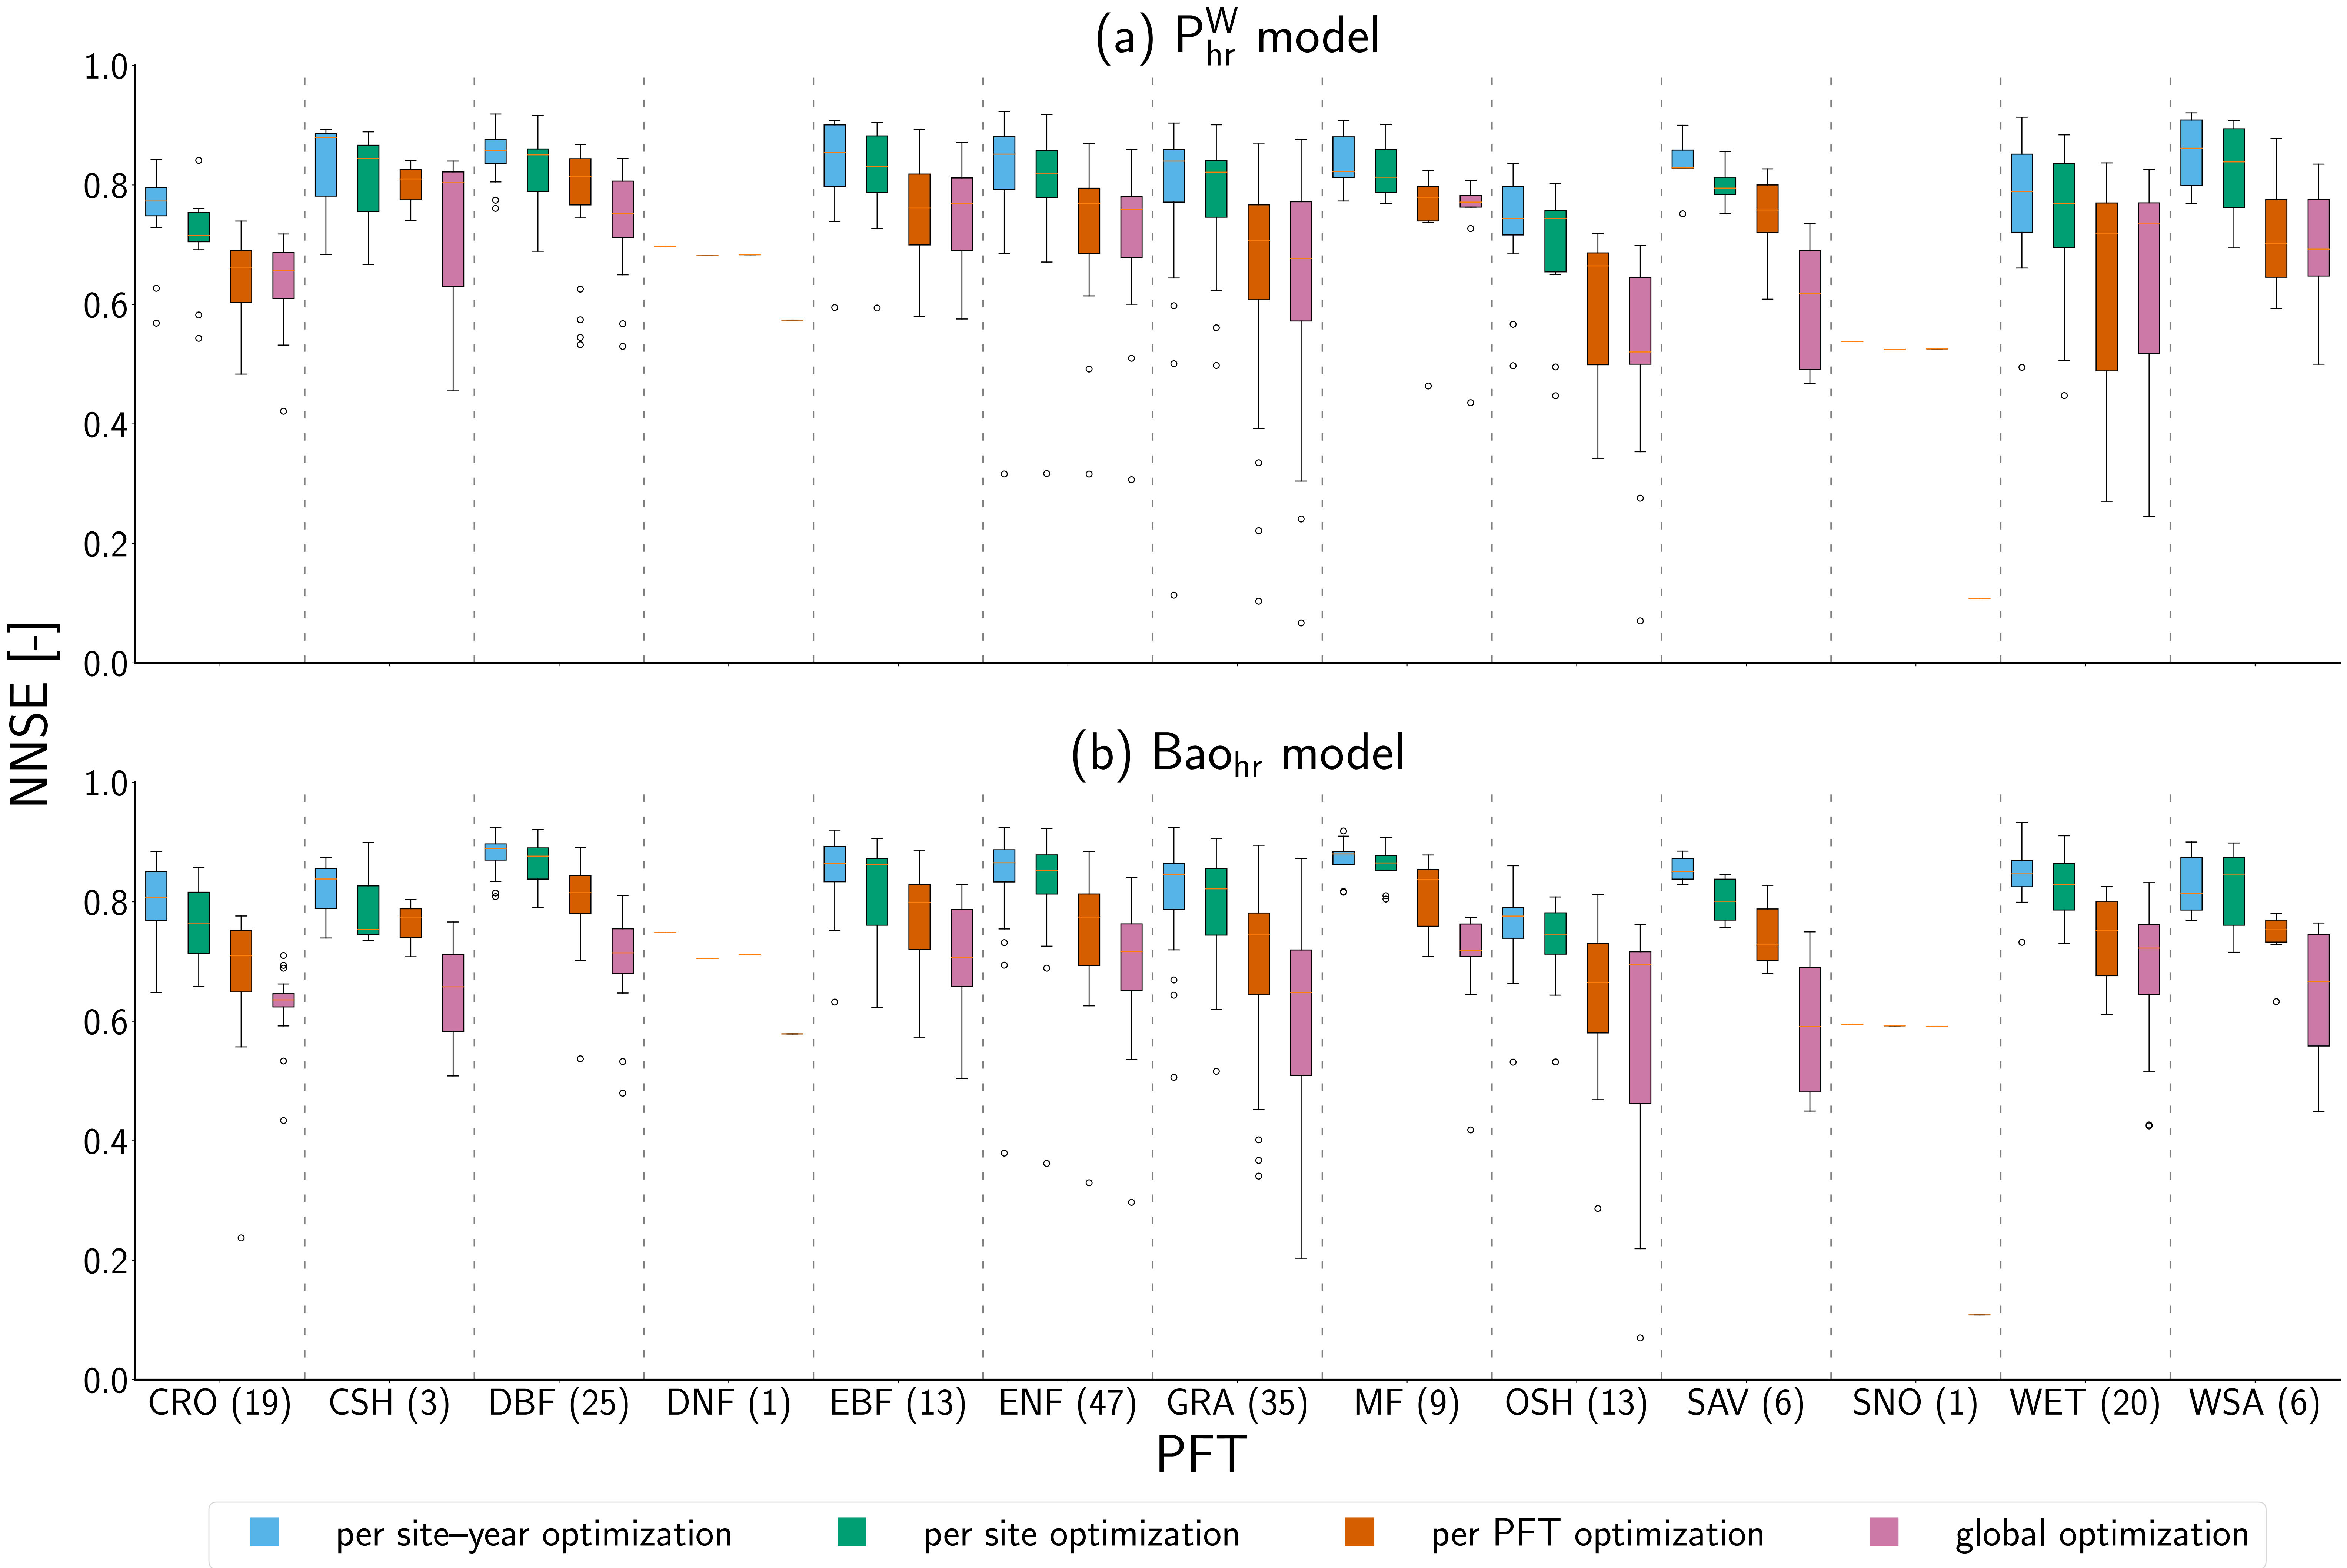 (a) P^W_hr model
1.0
0.8
0.6
0.4
0.2
0.0
NNSE [-]
(b) Bao_hr model
1.0
0.8
0.6
0.4
0.2
0.0
CRO (19) CSH (3) DBF (25) DNF (1) EBF (13) ENF (47) GRA (35) MF (9) OSH (13) SAV (6) SNO (1) WET (20) WSA (6)
PFT
per site–year optimization per site optimization per PFT optimization global optimization